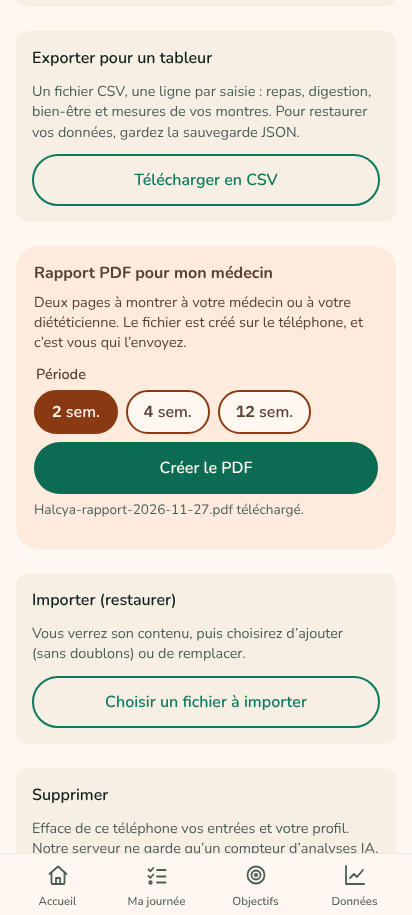 Exporter pour un tableur
Un fichier CSV, une ligne par saisie : repas, digestion,
bien-être et mesures de vos montres. Pour restaurer
vos données, gardez la sauvegarde JSON.
Télécharger en CSV
Rapport PDF pour mon médecin
Deux pages à montrer à votre médecin ou à votre
diététicienne. Le fichier est créé sur le téléphone, et
c’est vous qui l’envoyez.
Période
2 sem.
4 sem.
12 sem.
Créer le PDF
Halcya-rapport-2026-11-27.pdf téléchargé.
Importer (restaurer)
Vous verrez son contenu, puis choisirez d’ajouter
(sans doublons) ou de remplacer.
Choisir un fichier à importer
Supprimer
Efface de ce téléphone vos entrées et votre profil.
Notre serveur ne garde qu’un compteur d’analyses IA.
Accueil
Ma journée
Objectifs
Données